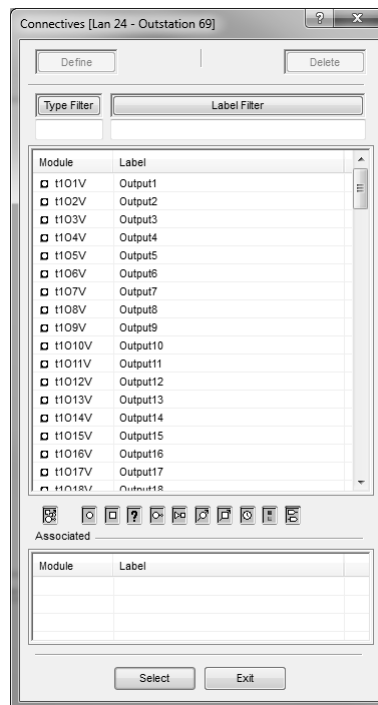 Connectives [Lan 24 - Outstation 69] ? X
Define Delete
Type Filter Label Filter
Module Label
t1O1V Output1
t1O2V Output2
t1O3V Output3
t1O4V Output4
t1O5V Output5
t1O6V Output6
t1O7V Output7
t1O8V Output8
t1O9V Output9
t1O10V Output10
t1O11V Output11
t1O12V Output12
t1O13V Output13
t1O14V Output14
t1O15V Output15
t1O16V Output16
t1O17V Output17
t1O18V Output18
?
Associated
Module Label
Select Exit